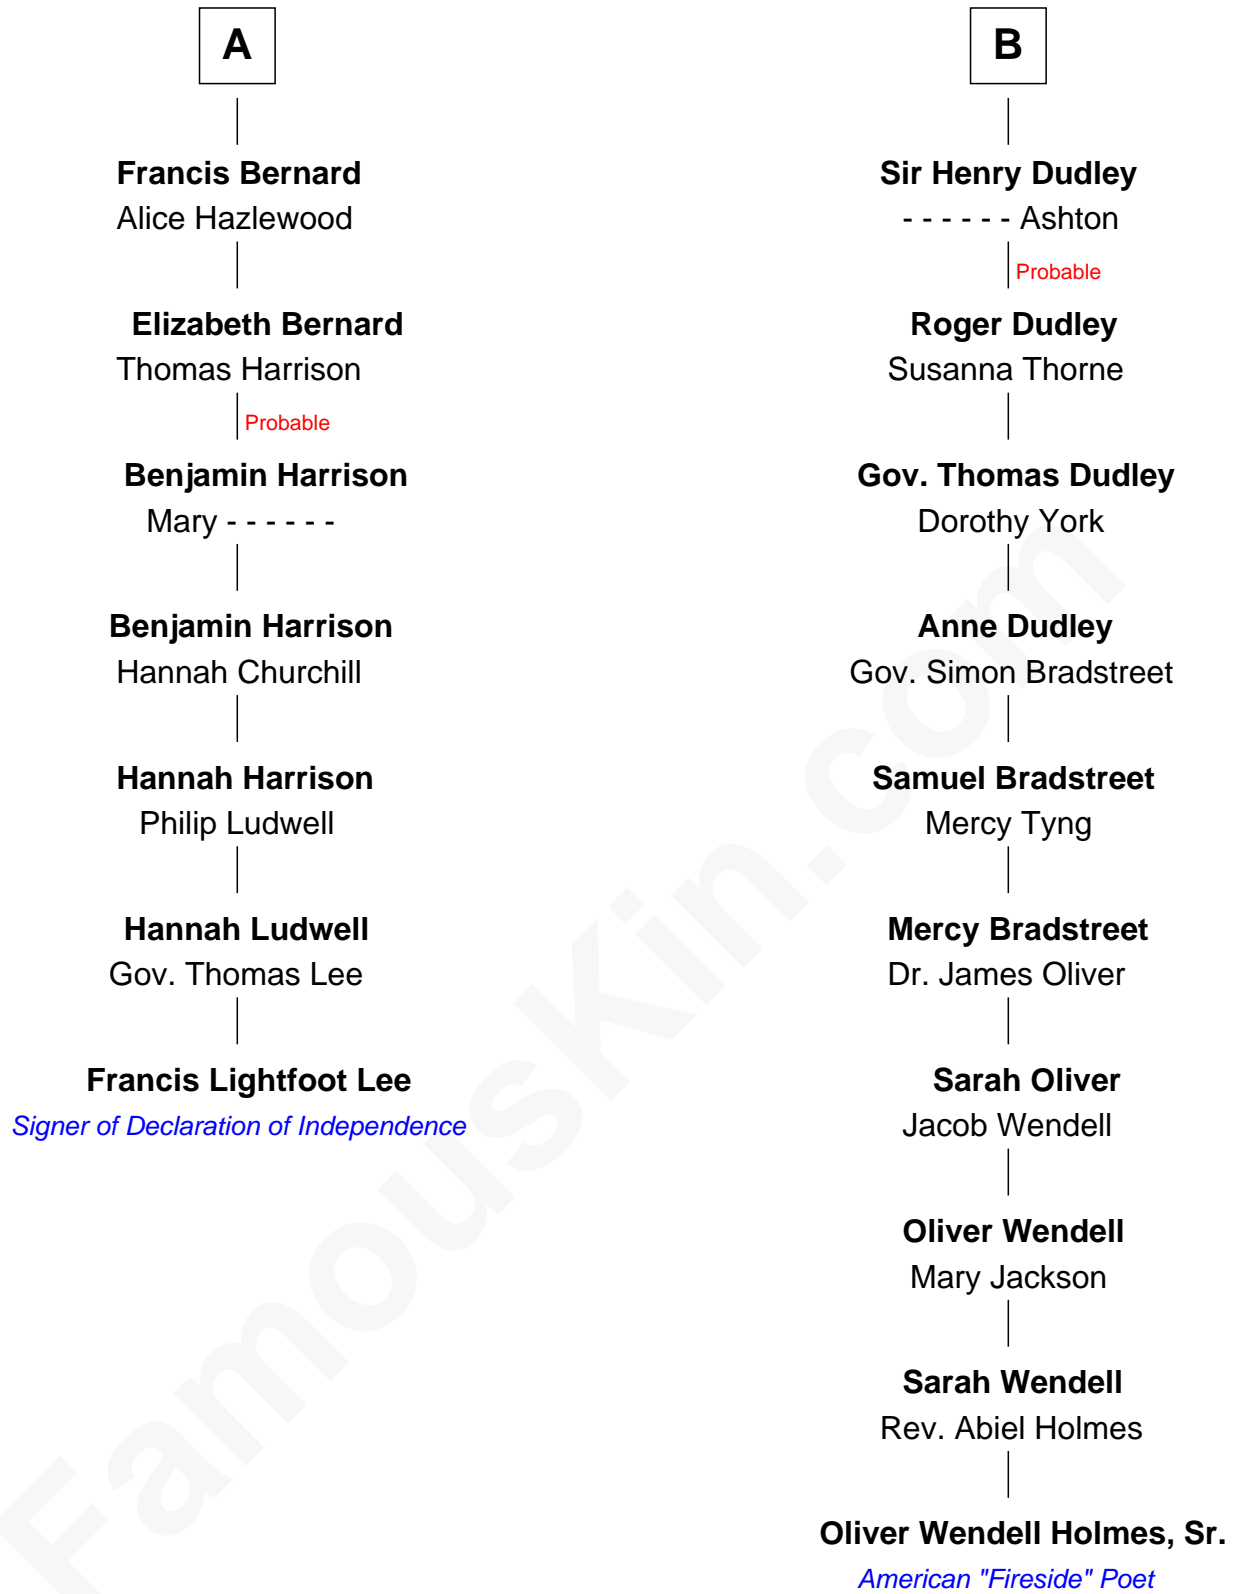 A
Francis Bernard
Alice Hazlewood
Elizabeth Bernard
Thomas Harrison
Probable
Benjamin Harrison
Mary - - - - - -
Benjamin Harrison
Hannah Churchill
Hannah Harrison
Philip Ludwell
Hannah Ludwell
Gov. Thomas Lee
Francis Lightfoot Lee
Signer of Declaration of Independence
B
Sir Henry Dudley
- - - - - - Ashton
Probable
Roger Dudley
Susanna Thorne
Gov. Thomas Dudley
Dorothy York
Anne Dudley
Gov. Simon Bradstreet
Samuel Bradstreet
Mercy Tyng
Mercy Bradstreet
Dr. James Oliver
Sarah Oliver
Jacob Wendell
Oliver Wendell
Mary Jackson
Sarah Wendell
Rev. Abiel Holmes
Oliver Wendell Holmes, Sr.
American "Fireside" Poet
FamousKin.com